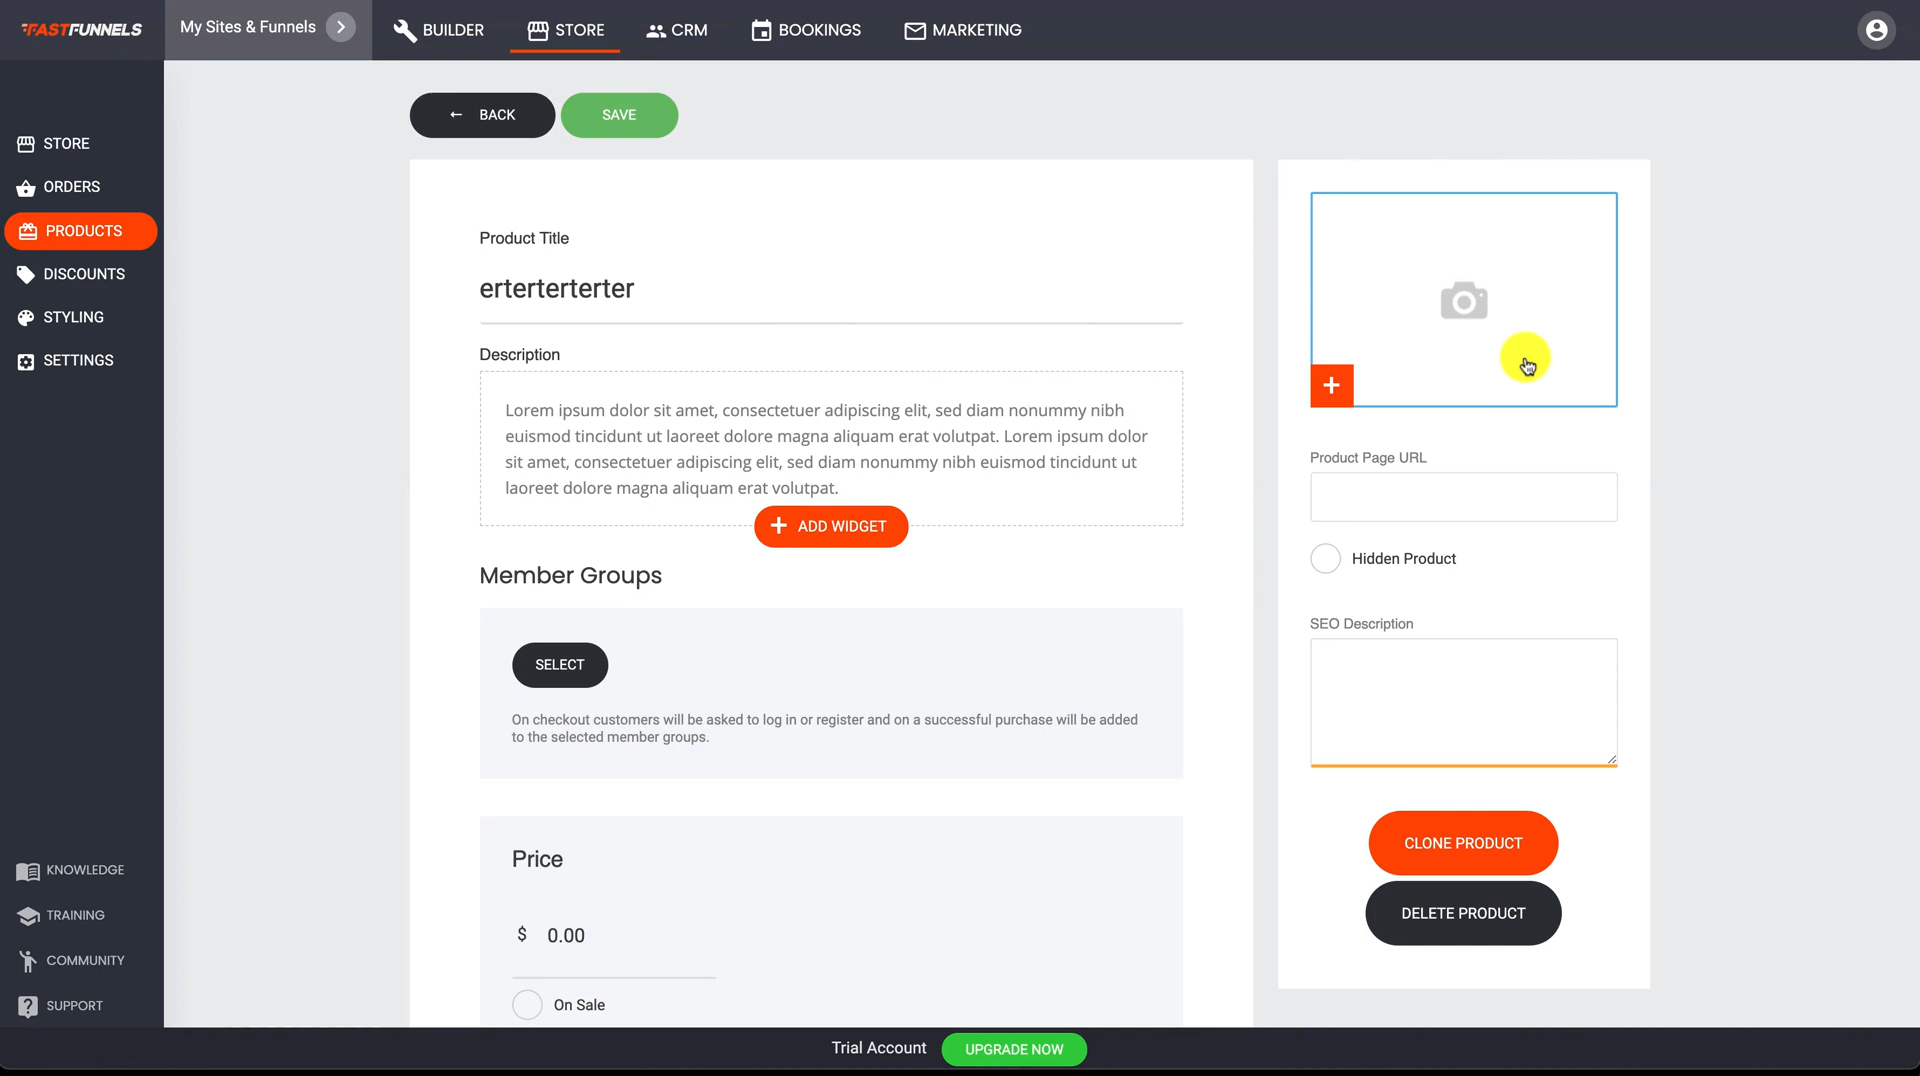 FASTFUNNELS
My Sites & Funnels
BUILDER
STORE
CRM
BOOKINGS
MARKETING
STORE
ORDERS
PRODUCTS
DISCOUNTS
STYLING
SETTINGS
KNOWLEDGE
TRAINING
COMMUNITY
SUPPORT
← BACK
SAVE
Product Title
erterterterter
Description
Lorem ipsum dolor sit amet, consectetuer adipiscing elit, sed diam nonummy nibh
euismod tincidunt ut laoreet dolore magna aliquam erat volutpat. Lorem ipsum dolor
sit amet, consectetuer adipiscing elit, sed diam nonummy nibh euismod tincidunt ut
laoreet dolore magna aliquam erat volutpat.
+ ADD WIDGET
Member Groups
SELECT
On checkout customers will be asked to log in or register and on a successful purchase will be added
to the selected member groups.
Price
$ 0.00
On Sale
+
Product Page URL
Hidden Product
SEO Description
CLONE PRODUCT
DELETE PRODUCT
Trial Account
UPGRADE NOW